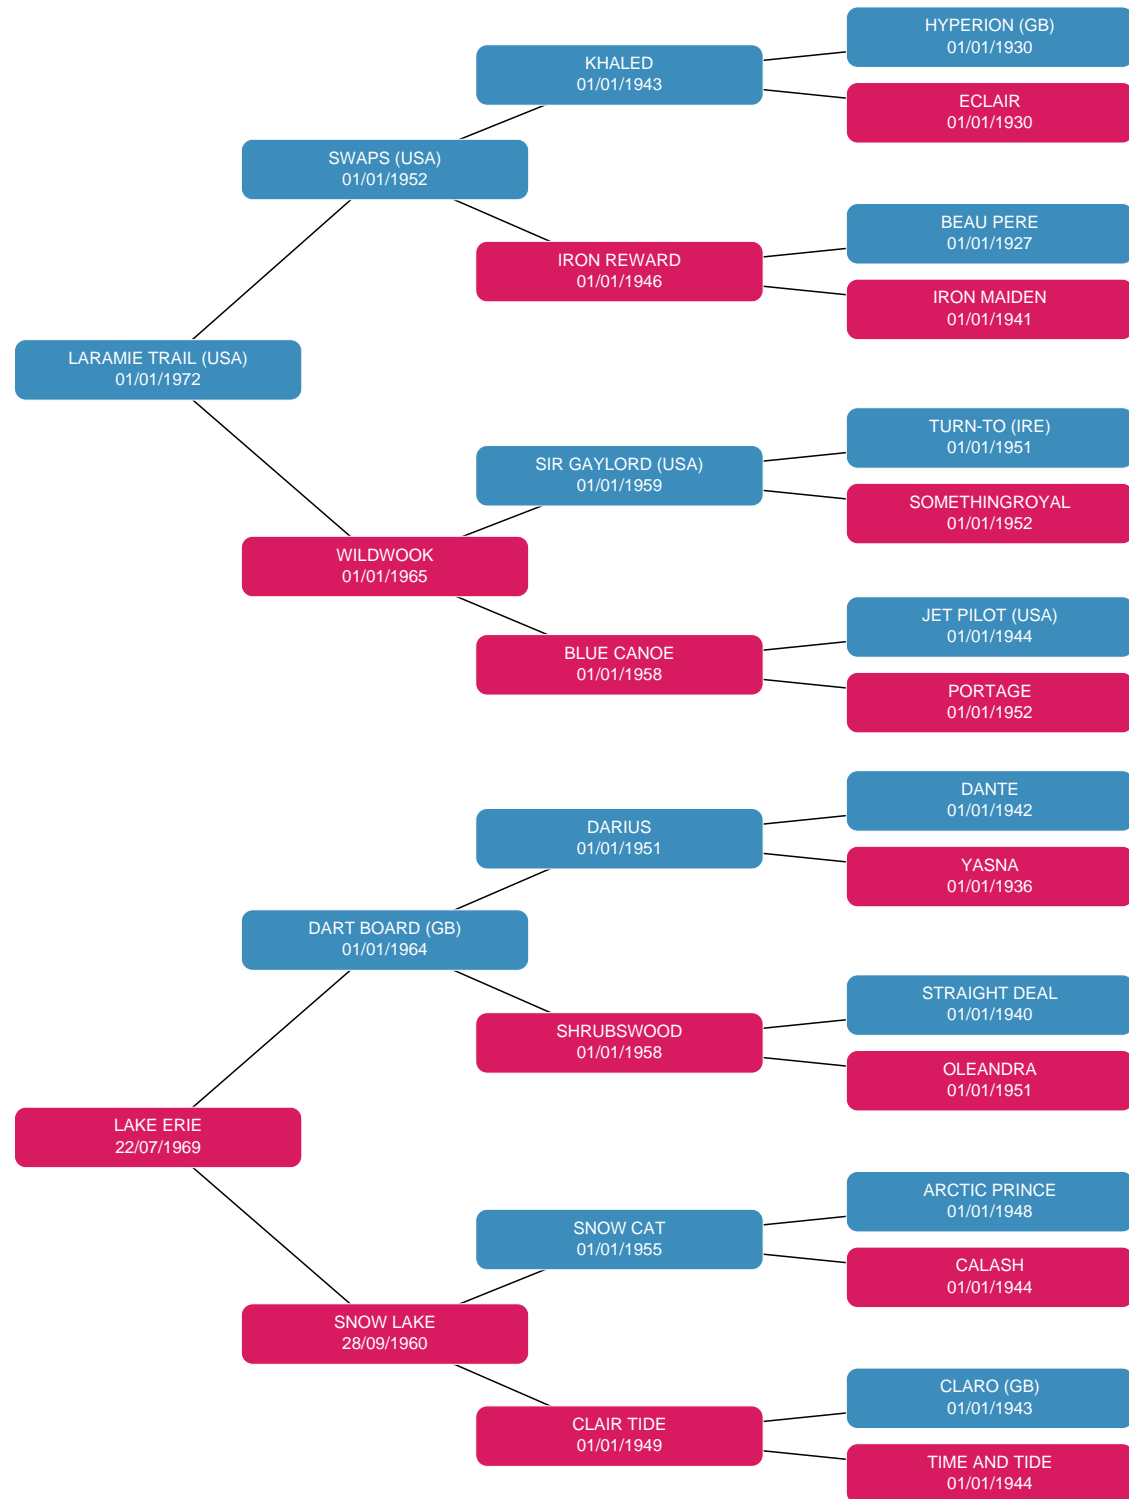 HYPERION (GB)
01/01/1930
KHALED
01/01/1943
ECLAIR
01/01/1930
SWAPS (USA)
01/01/1952
BEAU PERE
01/01/1927
IRON REWARD
01/01/1946
IRON MAIDEN
01/01/1941
LARAMIE TRAIL (USA)
01/01/1972
TURN-TO (IRE)
01/01/1951
SIR GAYLORD (USA)
01/01/1959
SOMETHINGROYAL
01/01/1952
WILDWOOK
01/01/1965
JET PILOT (USA)
01/01/1944
BLUE CANOE
01/01/1958
PORTAGE
01/01/1952
DANTE
01/01/1942
DARIUS
01/01/1951
YASNA
01/01/1936
DART BOARD (GB)
01/01/1964
STRAIGHT DEAL
01/01/1940
SHRUBSWOOD
01/01/1958
OLEANDRA
01/01/1951
LAKE ERIE
22/07/1969
ARCTIC PRINCE
01/01/1948
SNOW CAT
01/01/1955
CALASH
01/01/1944
SNOW LAKE
28/09/1960
CLARO (GB)
01/01/1943
CLAIR TIDE
01/01/1949
TIME AND TIDE
01/01/1944